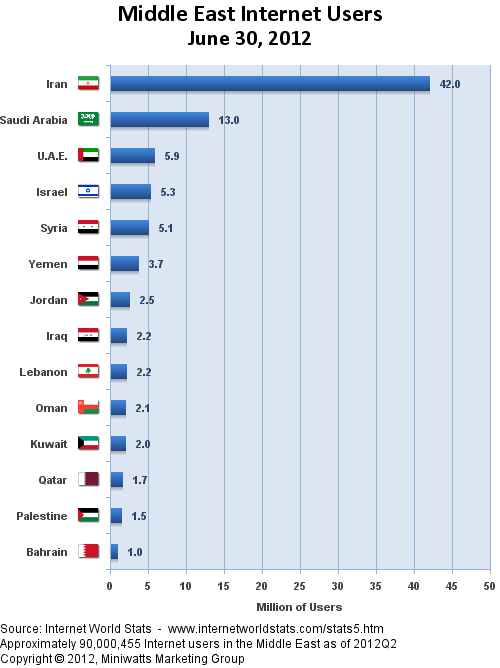 Middle East Internet Users
June 30, 2012
Iran 42.0
Saudi Arabia 13.0
U.A.E. 5.9
Israel 5.3
Syria 5.1
Yemen 3.7
Jordan 2.5
Iraq 2.2
Lebanon 2.2
Oman 2.1
Kuwait 2.0
Qatar 1.7
Palestine 1.5
Bahrain 1.0
0 5 10 15 20 25 30 35 40 45 50
Million of Users
Source: Internet World Stats - www.internetworldstats.com/stats5.htm
Approximately 90,000,455 Internet users in the Middle East as of 2012Q2
Copyright © 2012, Miniwatts Marketing Group